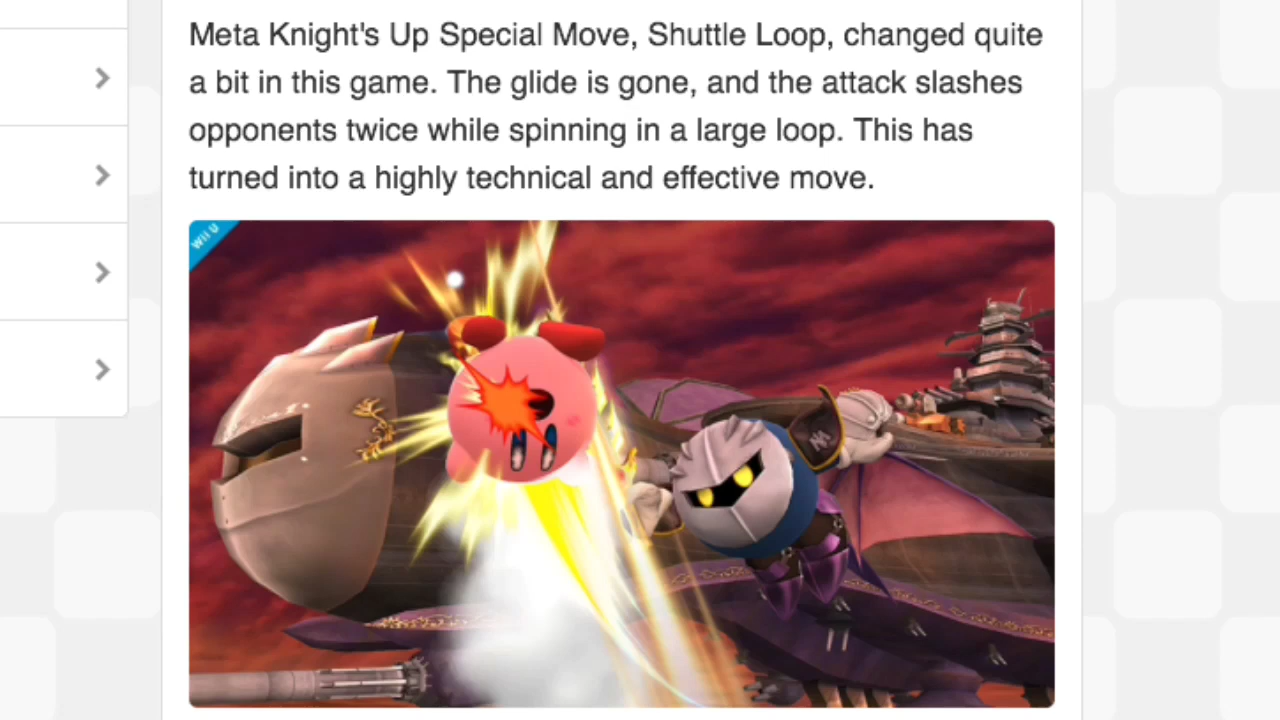 Meta Knight's Up Special Move, Shuttle Loop, changed quite
a bit in this game. The glide is gone, and the attack slashes
opponents twice while spinning in a large loop. This has
turned into a highly technical and effective move.
Wii U